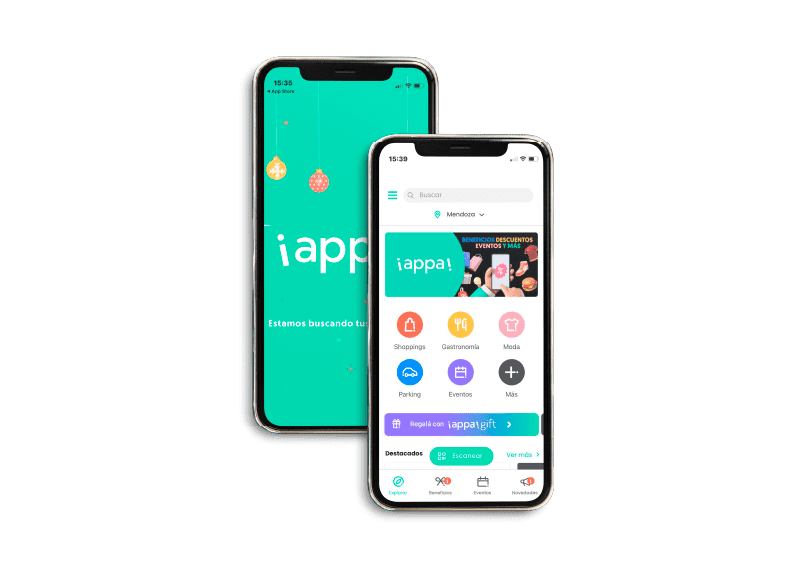 15:35
App Store
¡app
Estamos buscando tus
15:39
Buscar
Mendoza
¡appa!
BENEFICIOS DESCUENTOS
EVENTOS Y MÁS
Shoppings
Gastronomía
Moda
Parking
Eventos
Más
Regalá con ¡appa!gift
Destacados
Escanear
Ver más
Explorar
Beneficios
Eventos
Novedades